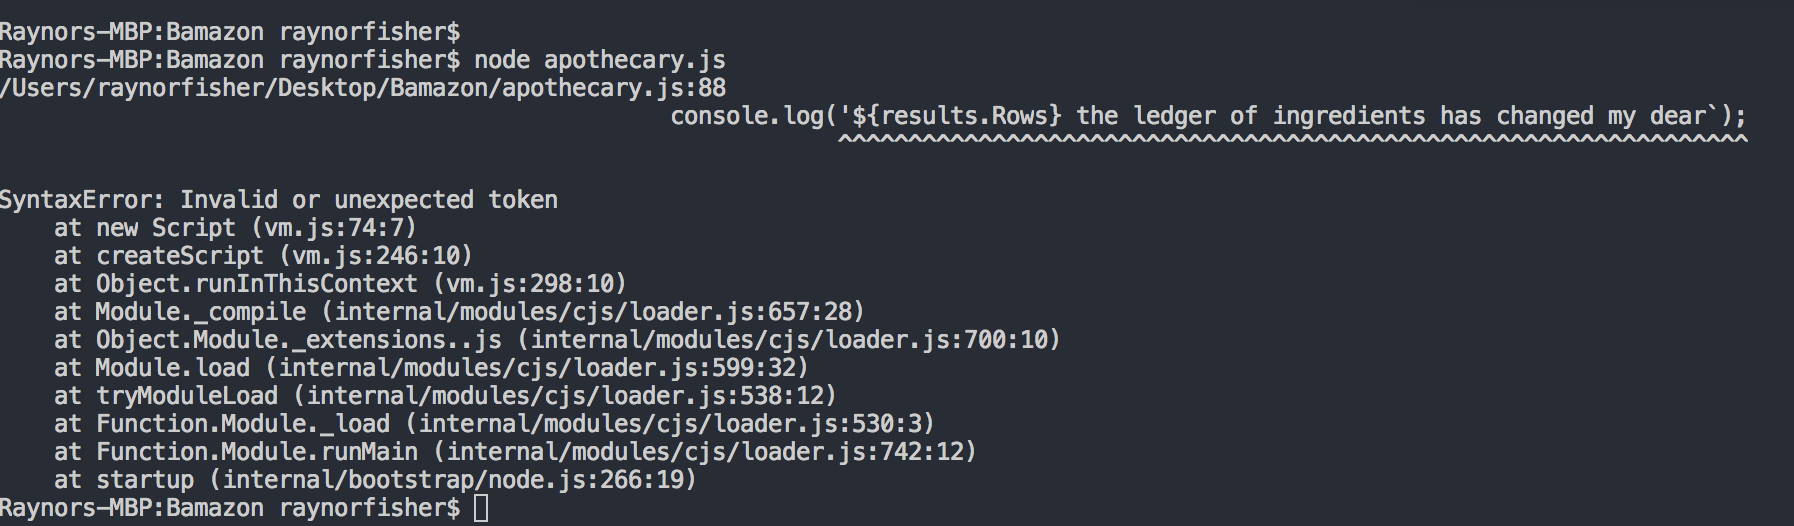 Raynors-MBP:Bamazon raynorfisher$
Raynors-MBP:Bamazon raynorfisher$ node apothecary.js
/Users/raynorfisher/Desktop/Bamazon/apothecary.js:88
console.log('${results.Rows} the ledger of ingredients has changed my dear`);
^^^^^^^^^^^^^^^^^^^^^^^^^^^^^^^^^^^^^^^^^^^^^^^^^^^^^^^^^^^^^^^^^
SyntaxError: Invalid or unexpected token
at new Script (vm.js:74:7)
at createScript (vm.js:246:10)
at Object.runInThisContext (vm.js:298:10)
at Module._compile (internal/modules/cjs/loader.js:657:28)
at Object.Module._extensions..js (internal/modules/cjs/loader.js:700:10)
at Module.load (internal/modules/cjs/loader.js:599:32)
at tryModuleLoad (internal/modules/cjs/loader.js:538:12)
at Function.Module._load (internal/modules/cjs/loader.js:530:3)
at Function.Module.runMain (internal/modules/cjs/loader.js:742:12)
at startup (internal/bootstrap/node.js:266:19)
Raynors-MBP:Bamazon raynorfisher$